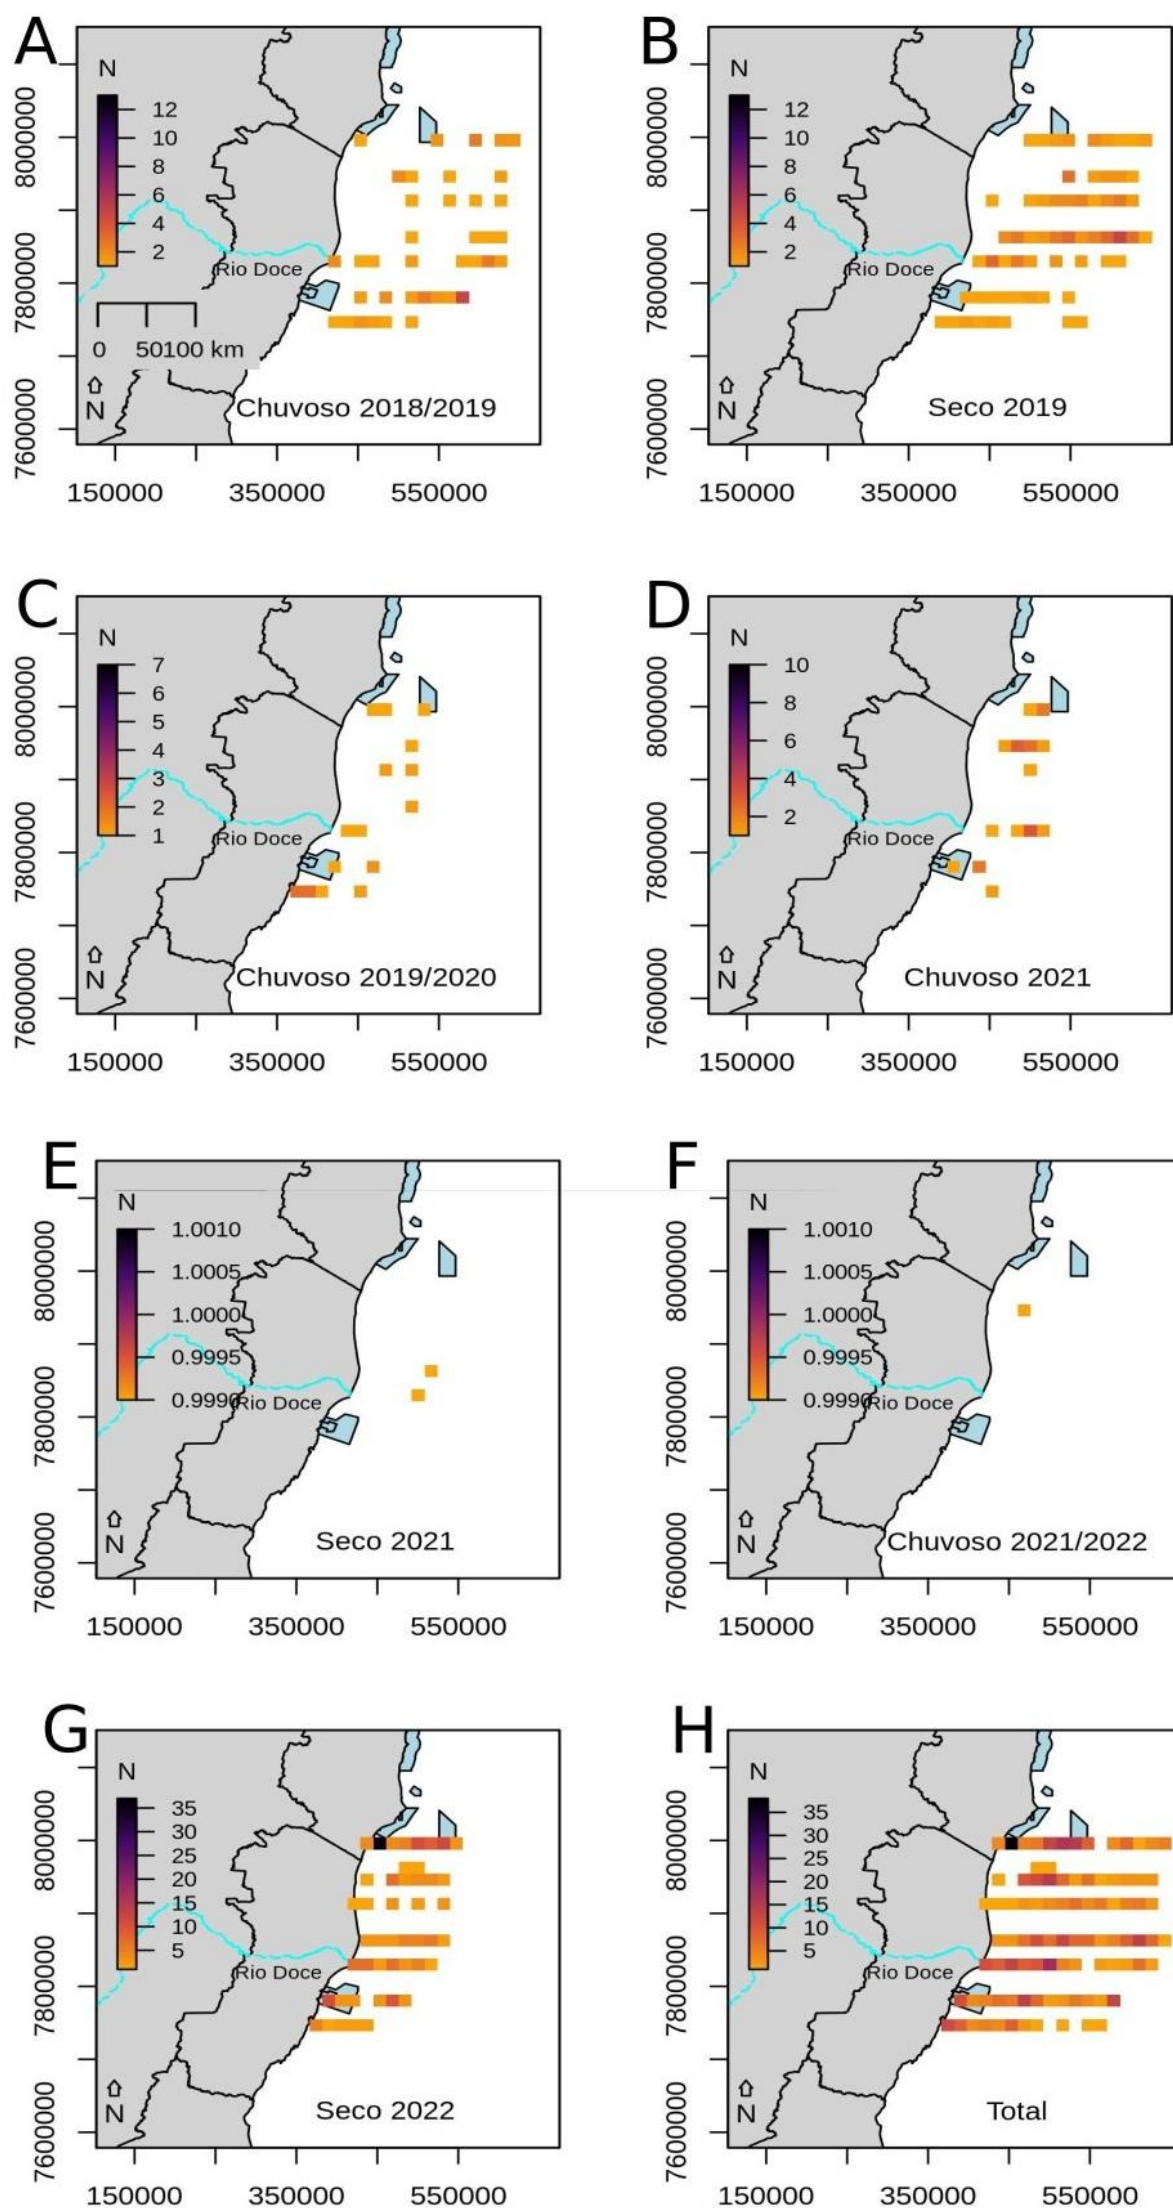 A
N
12
10
8
6
4
2
Rio Doce
0 50100 km
N
Chuvoso 2018/2019
8000000
7800000
7600000
150000 350000 550000
B
N
12
10
8
6
4
2
Rio Doce
N
Seco 2019
8000000
7800000
7600000
150000 350000 550000
C
N
7
6
5
4
3
2
1
Rio Doce
N
Chuvoso 2019/2020
8000000
7800000
7600000
150000 350000 550000
D
N
10
8
6
4
2
Rio Doce
N
Chuvoso 2021
8000000
7800000
7600000
150000 350000 550000
E
N
1.0010
1.0005
1.0000
0.9995
0.9990
Rio Doce
N
Seco 2021
8000000
7800000
7600000
150000 350000 550000
F
N
1.0010
1.0005
1.0000
0.9995
0.9990
Rio Doce
N
Chuvoso 2021/2022
8000000
7800000
7600000
150000 350000 550000
G
N
35
30
25
20
15
10
5
Rio Doce
N
Seco 2022
8000000
7800000
7600000
150000 350000 550000
H
N
35
30
25
20
15
10
5
Rio Doce
N
Total
8000000
7800000
7600000
150000 350000 550000